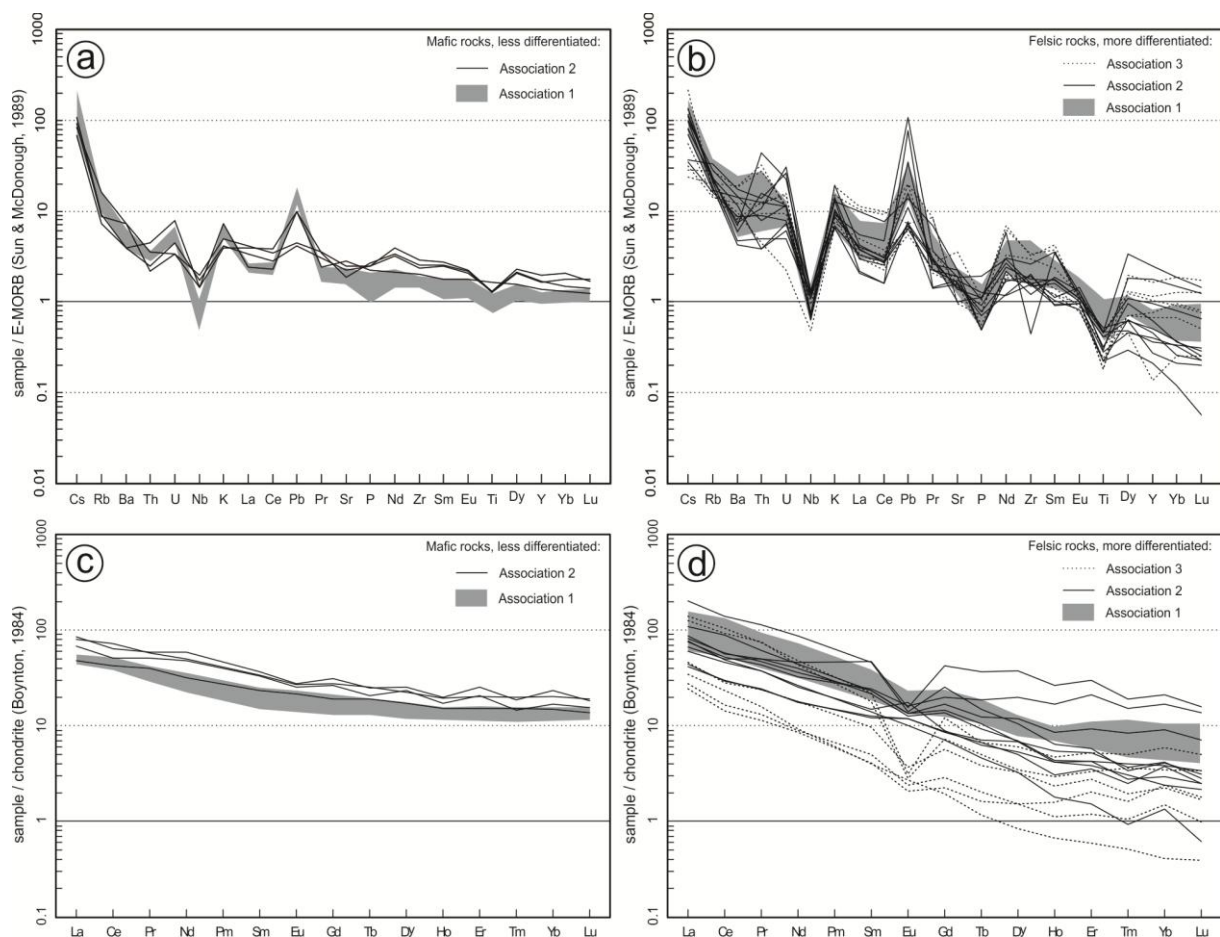 a
Mafic rocks, less differentiated:
Association 2
Association 1
sample / E-MORB (Sun & McDonough, 1989)
1000
100
10
1
0.1
0.01
Cs Rb Ba Th U Nb K La Ce Pb Pr Sr P Nd Zr Sm Eu Ti Dy Y Yb Lu
b
Felsic rocks, more differentiated:
Association 3
Association 2
Association 1
sample / E-MORB (Sun & McDonough, 1989)
1000
100
10
1
0.1
0.01
Cs Rb Ba Th U Nb K La Ce Pb Pr Sr P Nd Zr Sm Eu Ti Dy Y Yb Lu
c
Mafic rocks, less differentiated:
Association 2
Association 1
sample / chondrite (Boynton, 1984)
1000
100
10
1
0.1
La Ce Pr Nd Pm Sm Eu Gd Tb Dy Ho Er Tm Yb Lu
d
Felsic rocks, more differentiated:
Association 3
Association 2
Association 1
sample / chondrite (Boynton, 1984)
1000
100
10
1
0.1
La Ce Pr Nd Pm Sm Eu Gd Tb Dy Ho Er Tm Yb Lu